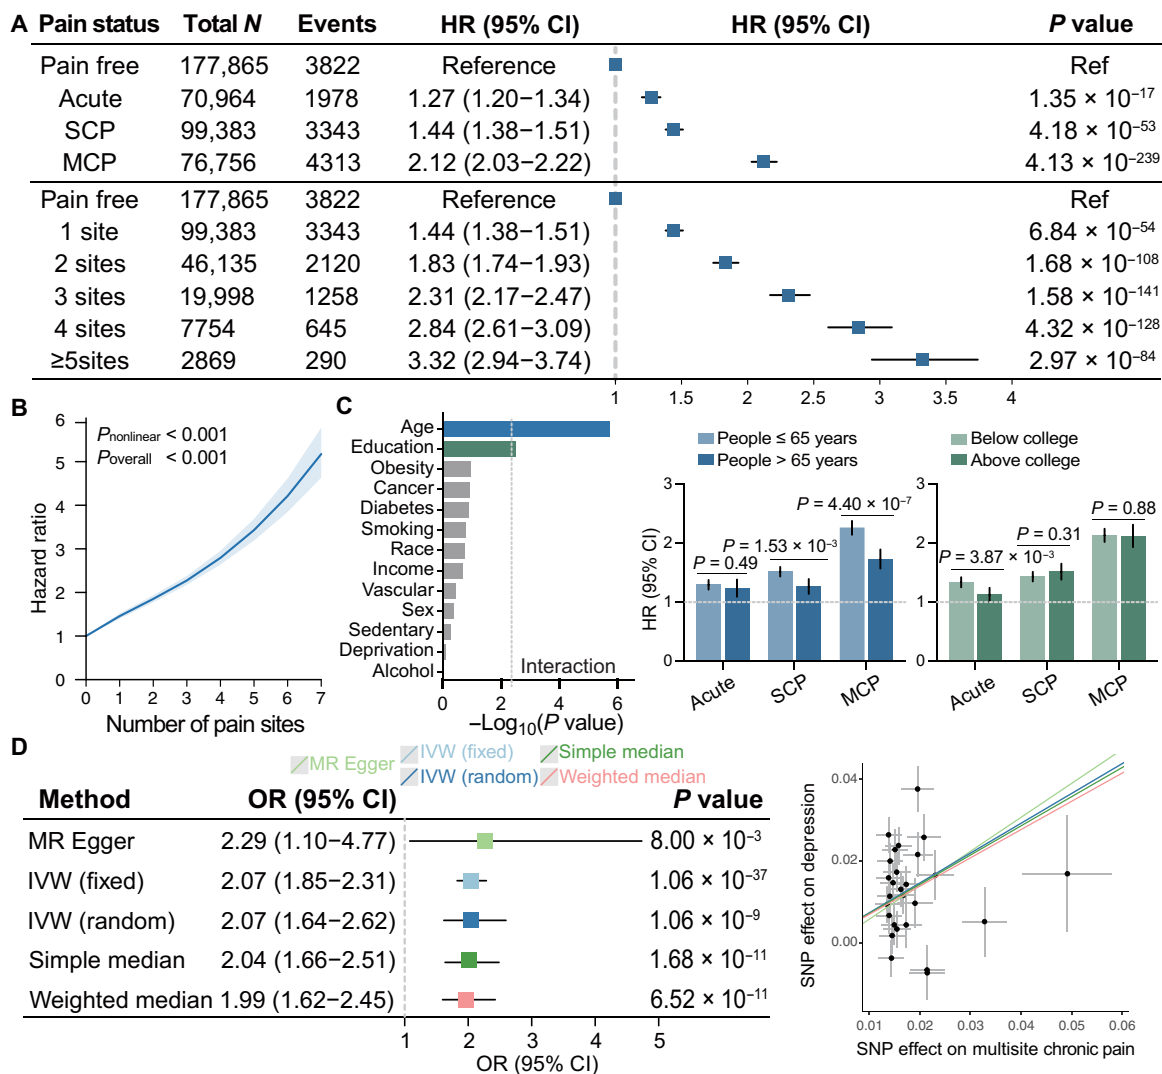 A Pain status Total N Events HR (95% CI) HR (95% CI) P value
Pain free 177,865 3822 Reference Ref
Acute 70,964 1978 1.27 (1.20−1.34) 1.35 × 10⁻¹⁷
SCP 99,383 3343 1.44 (1.38−1.51) 4.18 × 10⁻⁵³
MCP 76,756 4313 2.12 (2.03−2.22) 4.13 × 10⁻²³⁹
Pain free 177,865 3822 Reference Ref
1 site 99,383 3343 1.44 (1.38−1.51) 6.84 × 10⁻⁵⁴
2 sites 46,135 2120 1.83 (1.74−1.93) 1.68 × 10⁻¹⁰⁸
3 sites 19,998 1258 2.31 (2.17−2.47) 1.58 × 10⁻¹⁴¹
4 sites 7754 645 2.84 (2.61−3.09) 4.32 × 10⁻¹²⁸
≥5sites 2869 290 3.32 (2.94−3.74) 2.97 × 10⁻⁸⁴
1 1.5 2 2.5 3 3.5 4
B
Pnonlinear < 0.001
Poverall < 0.001
Hazard ratio
6
5
4
3
2
1
0
0 1 2 3 4 5 6 7
Number of pain sites
C
Age
Education
Obesity
Cancer
Diabetes
Smoking
Race
Income
Vascular
Sex
Sedentary
Deprivation
Alcohol
Interaction
0 2 4 6
−Log₁₀(P value)
People ≤ 65 years
People > 65 years
HR (95% CI)
3
2
1
0
P = 0.49
P = 1.53 × 10⁻³
P = 4.40 × 10⁻⁷
Acute SCP MCP
Below college
Above college
3
2
1
0
P = 3.87 × 10⁻³
P = 0.31
P = 0.88
Acute SCP MCP
D
MR Egger IVW (fixed) Simple median
IVW (random) Weighted median
Method OR (95% CI) P value
MR Egger 2.29 (1.10−4.77) 8.00 × 10⁻³
IVW (fixed) 2.07 (1.85−2.31) 1.06 × 10⁻³⁷
IVW (random) 2.07 (1.64−2.62) 1.06 × 10⁻⁹
Simple median 2.04 (1.66−2.51) 1.68 × 10⁻¹¹
Weighted median 1.99 (1.62−2.45) 6.52 × 10⁻¹¹
1 2 3 4 5
OR (95% CI)
SNP effect on depression
0.04
0.02
0.00
0.01 0.02 0.03 0.04 0.05 0.06
SNP effect on multisite chronic pain